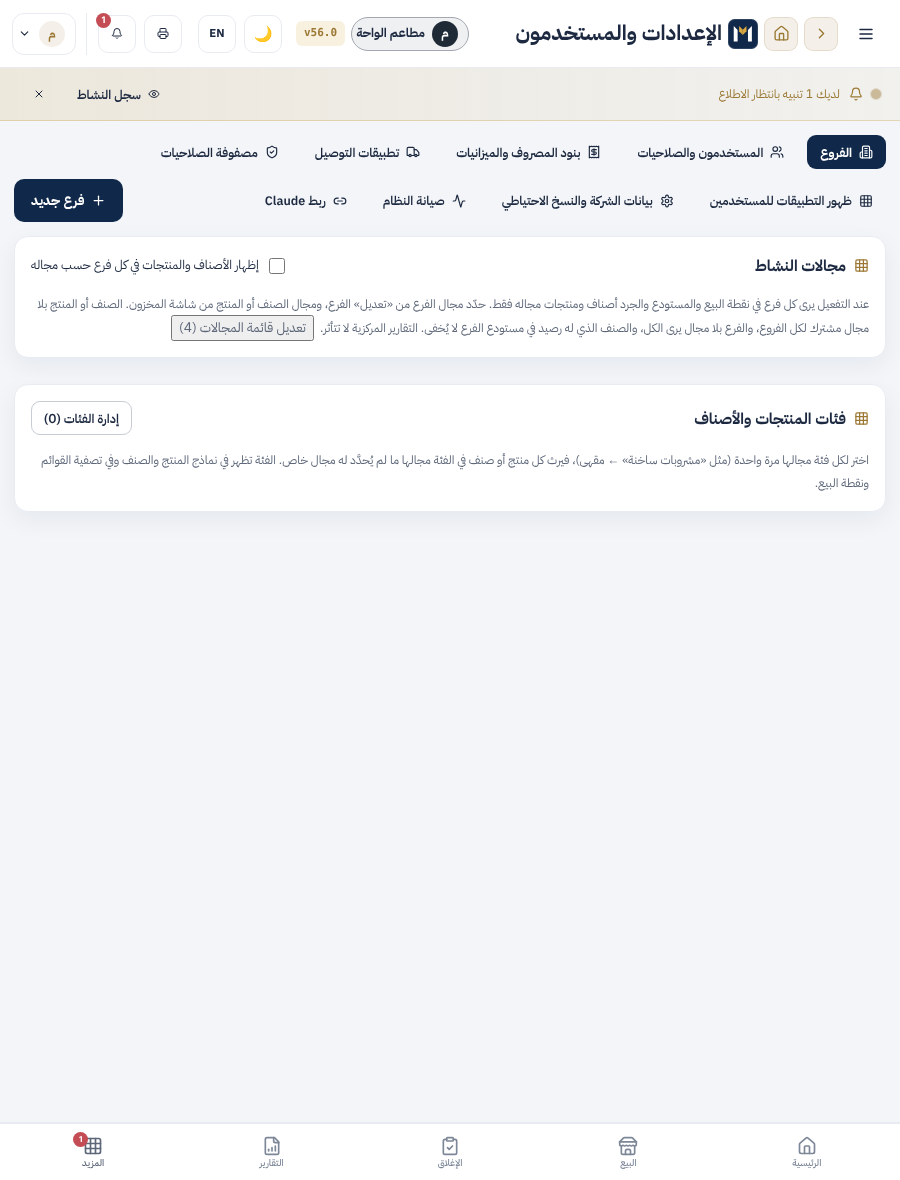 الإعدادات والمستخدمون
م مطاعم الواحة
v56.0
EN
1
م
لديك 1 تنبيه بانتظار الاطلاع
سجل النشاط
الفروع
المستخدمون والصلاحيات
بنود المصروف والميزانيات
تطبيقات التوصيل
مصفوفة الصلاحيات
ظهور التطبيقات للمستخدمين
بيانات الشركة والنسخ الاحتياطي
صيانة النظام
ربط Claude
فرع جديد
مجالات النشاط
إظهار الأصناف والمنتجات في كل فرع حسب مجاله
عند التفعيل يرى كل فرع في نقطة البيع والمستودع والجرد أصناف ومنتجات مجاله فقط. حدّد مجال الفرع من «تعديل» الفرع، ومجال الصنف أو المنتج من شاشة المخزون. الصنف أو المنتج بلا
مجال مشترك لكل الفروع، والفرع بلا مجال يرى الكل، والصنف الذي له رصيد في مستودع الفرع لا يُخفى. التقارير المركزية لا تتأثر. تعديل قائمة المجالات (4)
فئات المنتجات والأصناف
إدارة الفئات (0)
اختر لكل فئة مجالها مرة واحدة (مثل «مشروبات ساخنة» ← مقهى)، فيرث كل منتج أو صنف في الفئة مجالها ما لم يُحدَّد له مجال خاص. الفئة تظهر في نماذج المنتج والصنف وفي تصفية القوائم
ونقطة البيع.
الرئيسية
البيع
الإغلاق
التقارير
1
المزيد